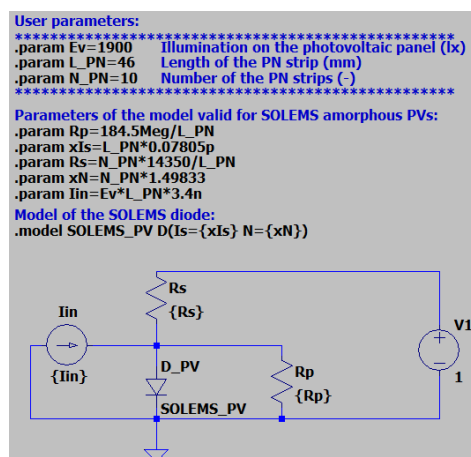 User parameters:
******************************************************
.param Ev=1900 Illumination on the photovoltaic panel (lx)
.param L_PN=46 Length of the PN strip (mm)
.param N_PN=10 Number of the PN strips (-)
******************************************************
Parameters of the model valid for SOLEMS amorphous PVs:
.param Rp=184.5Meg/L_PN
.param xIs=L_PN*0.07805p
.param Rs=N_PN*14350/L_PN
.param xN=N_PN*1.49833
.param Iin=Ev*L_PN*3.4n
Model of the SOLEMS diode:
.model SOLEMS_PV D(Is={xIs} N={xN})
Rs
{Rs}
Iin
{Iin}
D_PV
SOLEMS_PV
Rp
{Rp}
V1
1